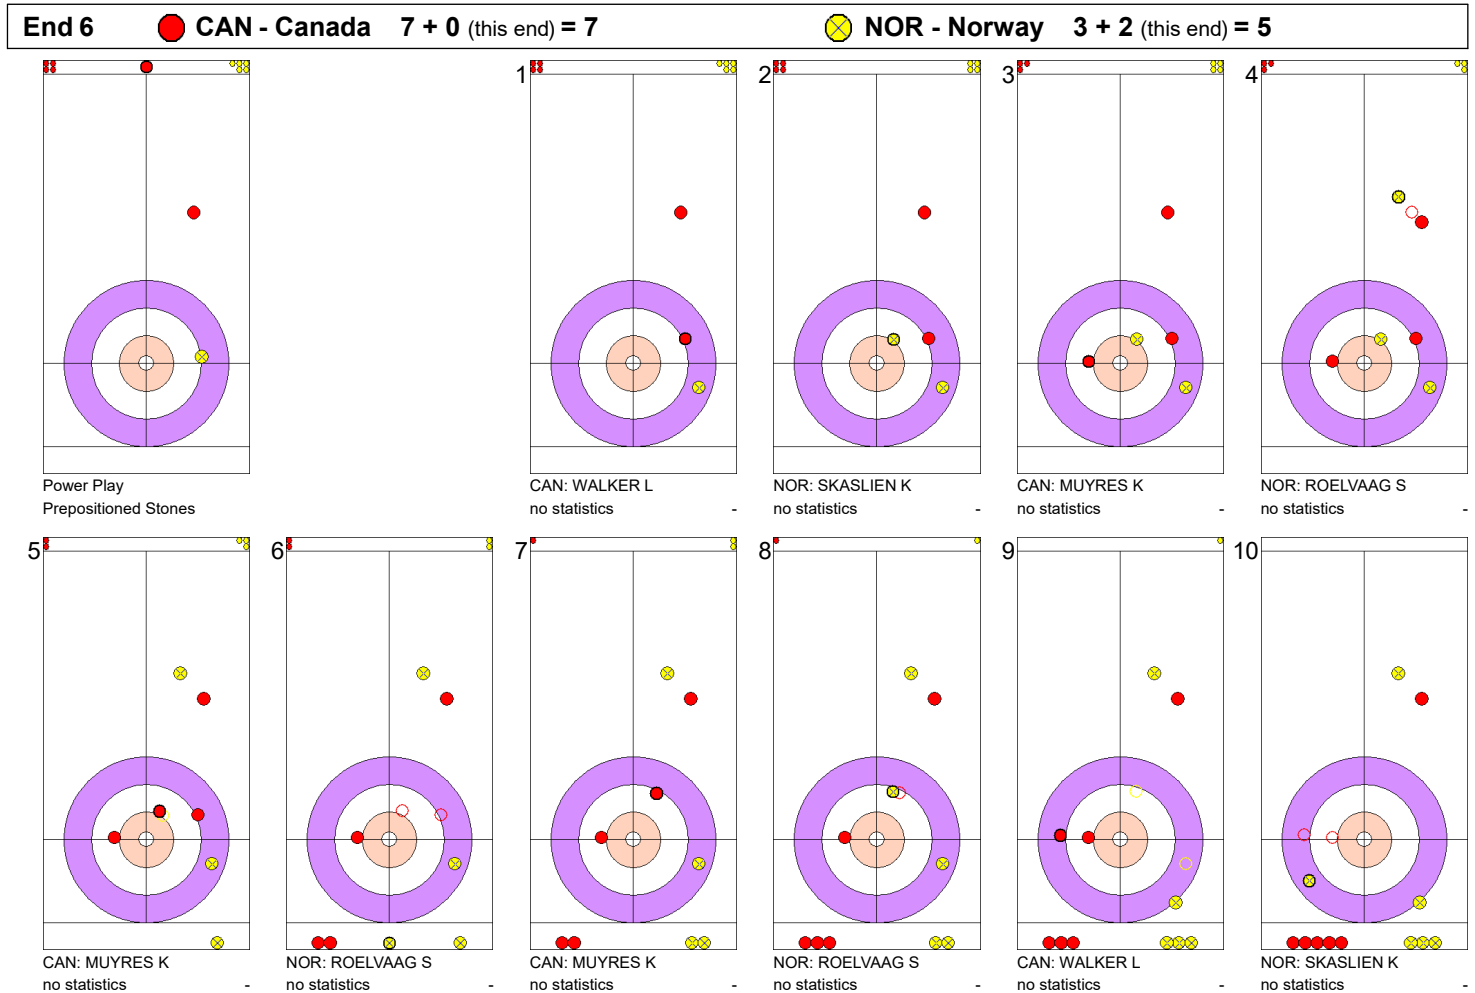 End 6 CAN - Canada 7 + 0 (this end) = 7 NOR - Norway 3 + 2 (this end) = 5
1 2 3 4
Power Play
Prepositioned Stones
CAN: WALKER L
no statistics -
NOR: SKASLIEN K
no statistics -
CAN: MUYRES K
no statistics -
NOR: ROELVAAG S
no statistics -
5 6 7 8 9 10
CAN: MUYRES K
no statistics -
NOR: ROELVAAG S
no statistics -
CAN: MUYRES K
no statistics -
NOR: ROELVAAG S
no statistics -
CAN: WALKER L
no statistics -
NOR: SKASLIEN K
no statistics -